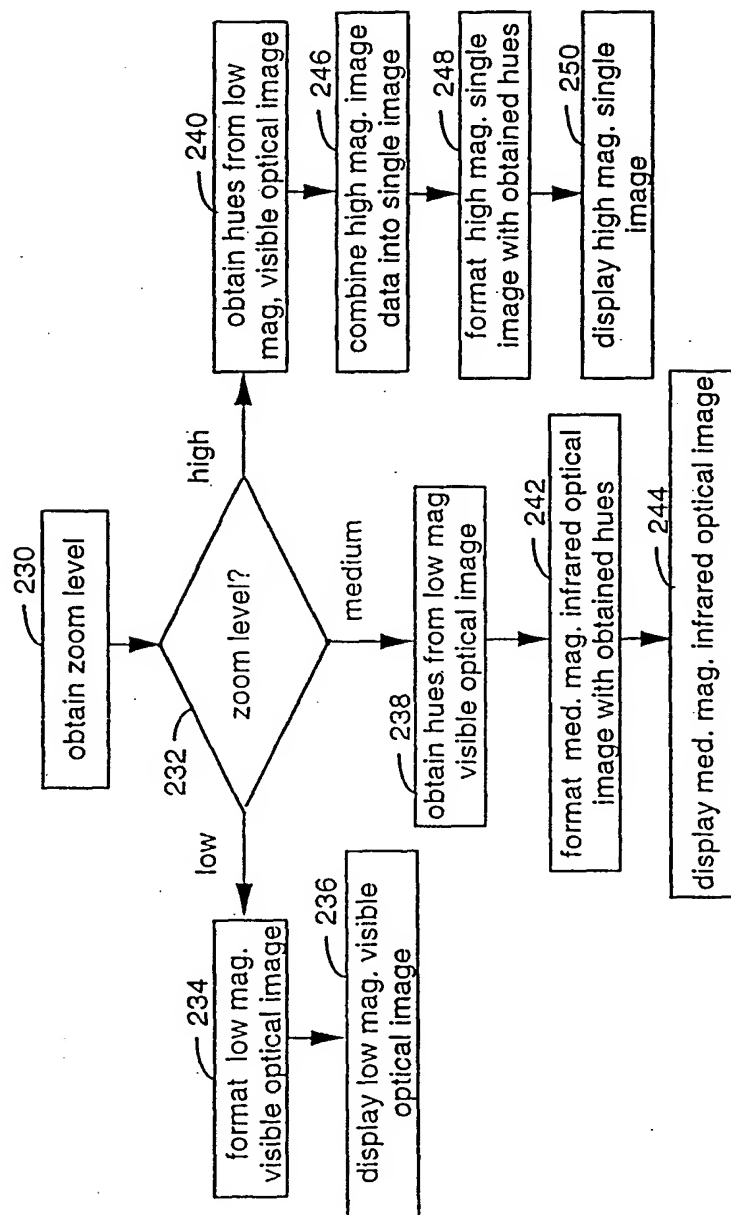 230
obtain zoom level
232
zoom level?
low
medium
high
234
format low mag.
visible optical image
236
display low mag. visible
optical image
238
obtain hues from low mag
visible optical image
242
format med. mag. infrared optical
image with obtained hues
244
display med. mag. infrared optical image
240
obtain hues from low
mag, visible optical image
246
combine high mag. image
data into single image
248
format high mag. single
image with obtained hues
250
display high mag. single
image